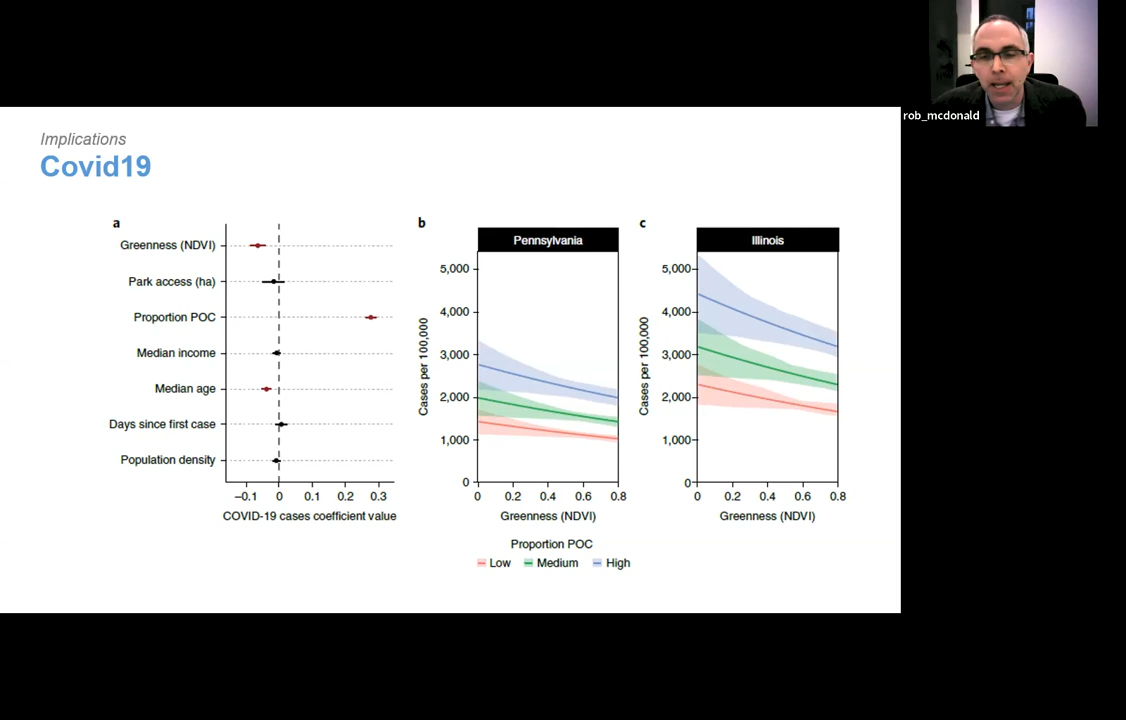 rob_mcdonald
Implications
Covid19
a
Greenness (NDVI)
Park access (ha)
Proportion POC
Median income
Median age
Days since first case
Population density
−0.1 0 0.1 0.2 0.3
COVID-19 cases coefficient value
b
Pennsylvania
Cases per 100,000
5,000
4,000
3,000
2,000
1,000
0
0 0.2 0.4 0.6 0.8
Greenness (NDVI)
c
Illinois
Cases per 100,000
5,000
4,000
3,000
2,000
1,000
0
0 0.2 0.4 0.6 0.8
Greenness (NDVI)
Proportion POC
Low Medium High